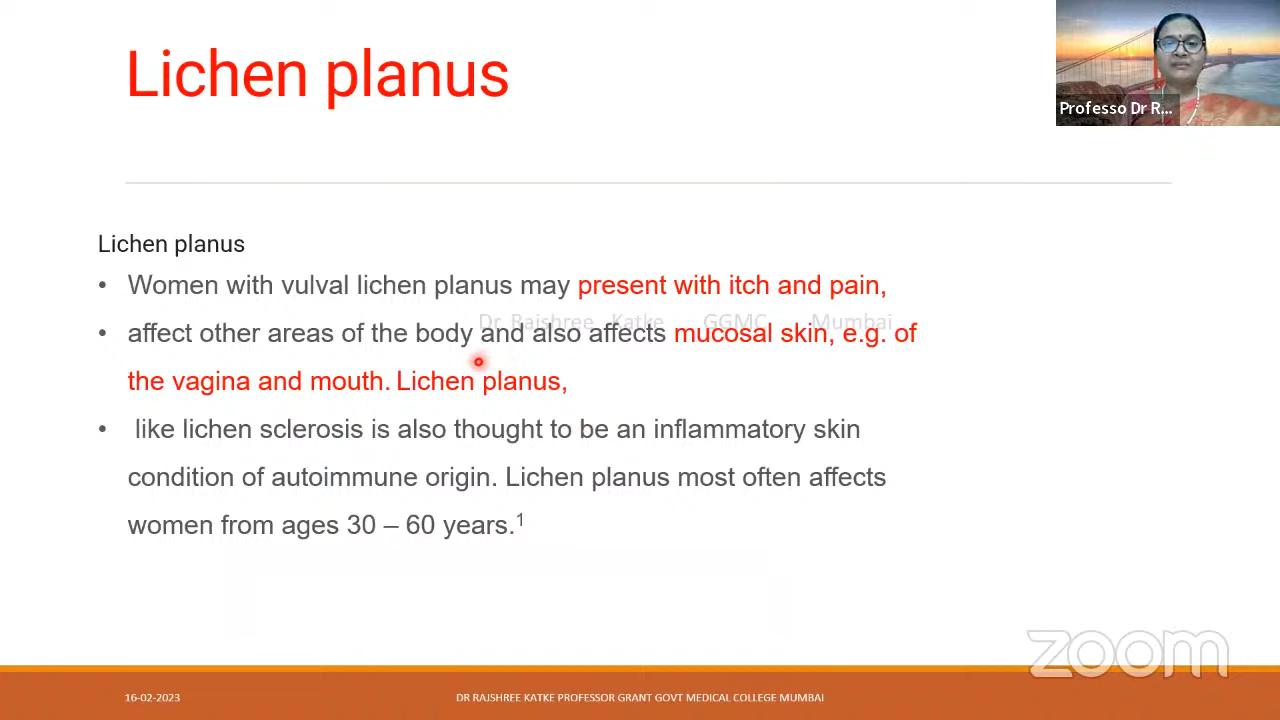 Lichen planus
Professo Dr R...
Lichen planus
• Women with vulval lichen planus may present with itch and pain,
Dr Rajshree Katke GGMC Mumbai
• affect other areas of the body and also affects mucosal skin, e.g. of
the vagina and mouth. Lichen planus,
• like lichen sclerosis is also thought to be an inflammatory skin
condition of autoimmune origin. Lichen planus most often affects
women from ages 30 – 60 years.¹
zoom
16-02-2023
DR RAJSHREE KATKE PROFESSOR GRANT GOVT MEDICAL COLLEGE MUMBAI